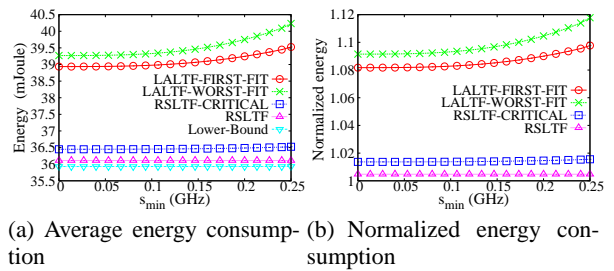 40.5
40
39.5
39
38.5
38
37.5
37
36.5
36
35.5
Energy (mJoule)
LALTF-FIRST-FIT
LALTF-WORST-FIT
RSLTF-CRITICAL
RSLTF
Lower-Bound
0 0.05 0.1 0.15 0.2 0.25
s_min (GHz)
(a) Average energy consump-
tion
1.12
1.1
1.08
1.06
1.04
1.02
1
Normalized energy
LALTF-FIRST-FIT
LALTF-WORST-FIT
RSLTF-CRITICAL
RSLTF
0 0.05 0.1 0.15 0.2 0.25
s_min (GHz)
(b) Normalized energy con-
sumption